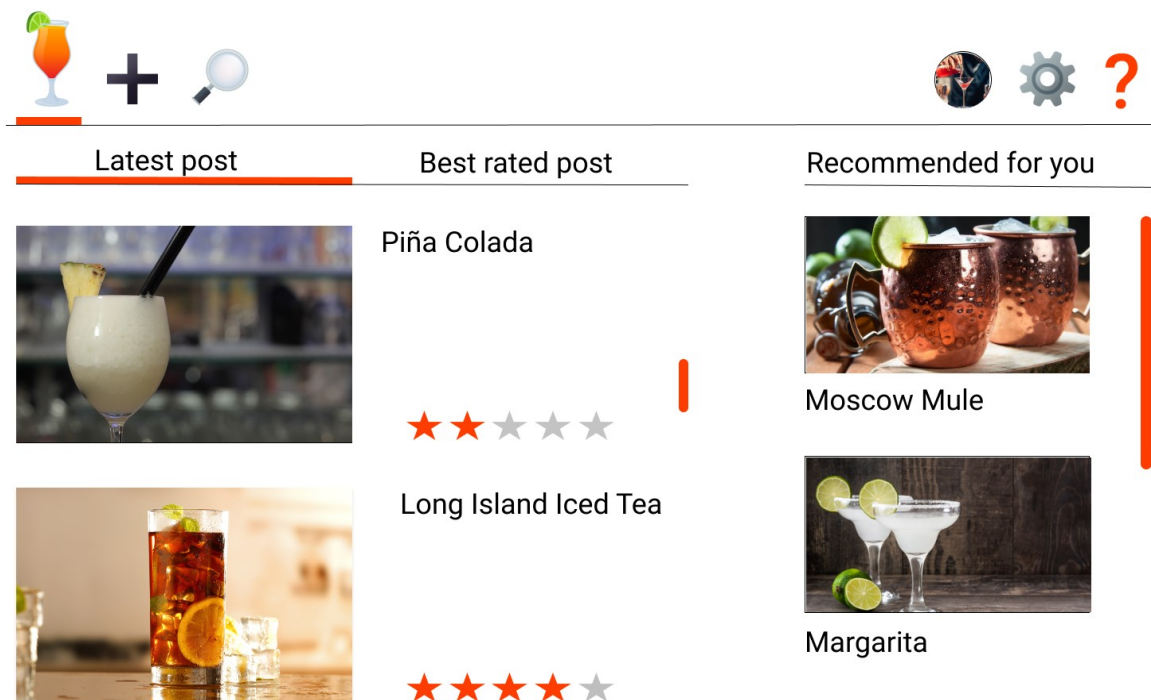 ?
Latest post
Best rated post
Recommended for you
Piña Colada
Moscow Mule
Long Island Iced Tea
Margarita